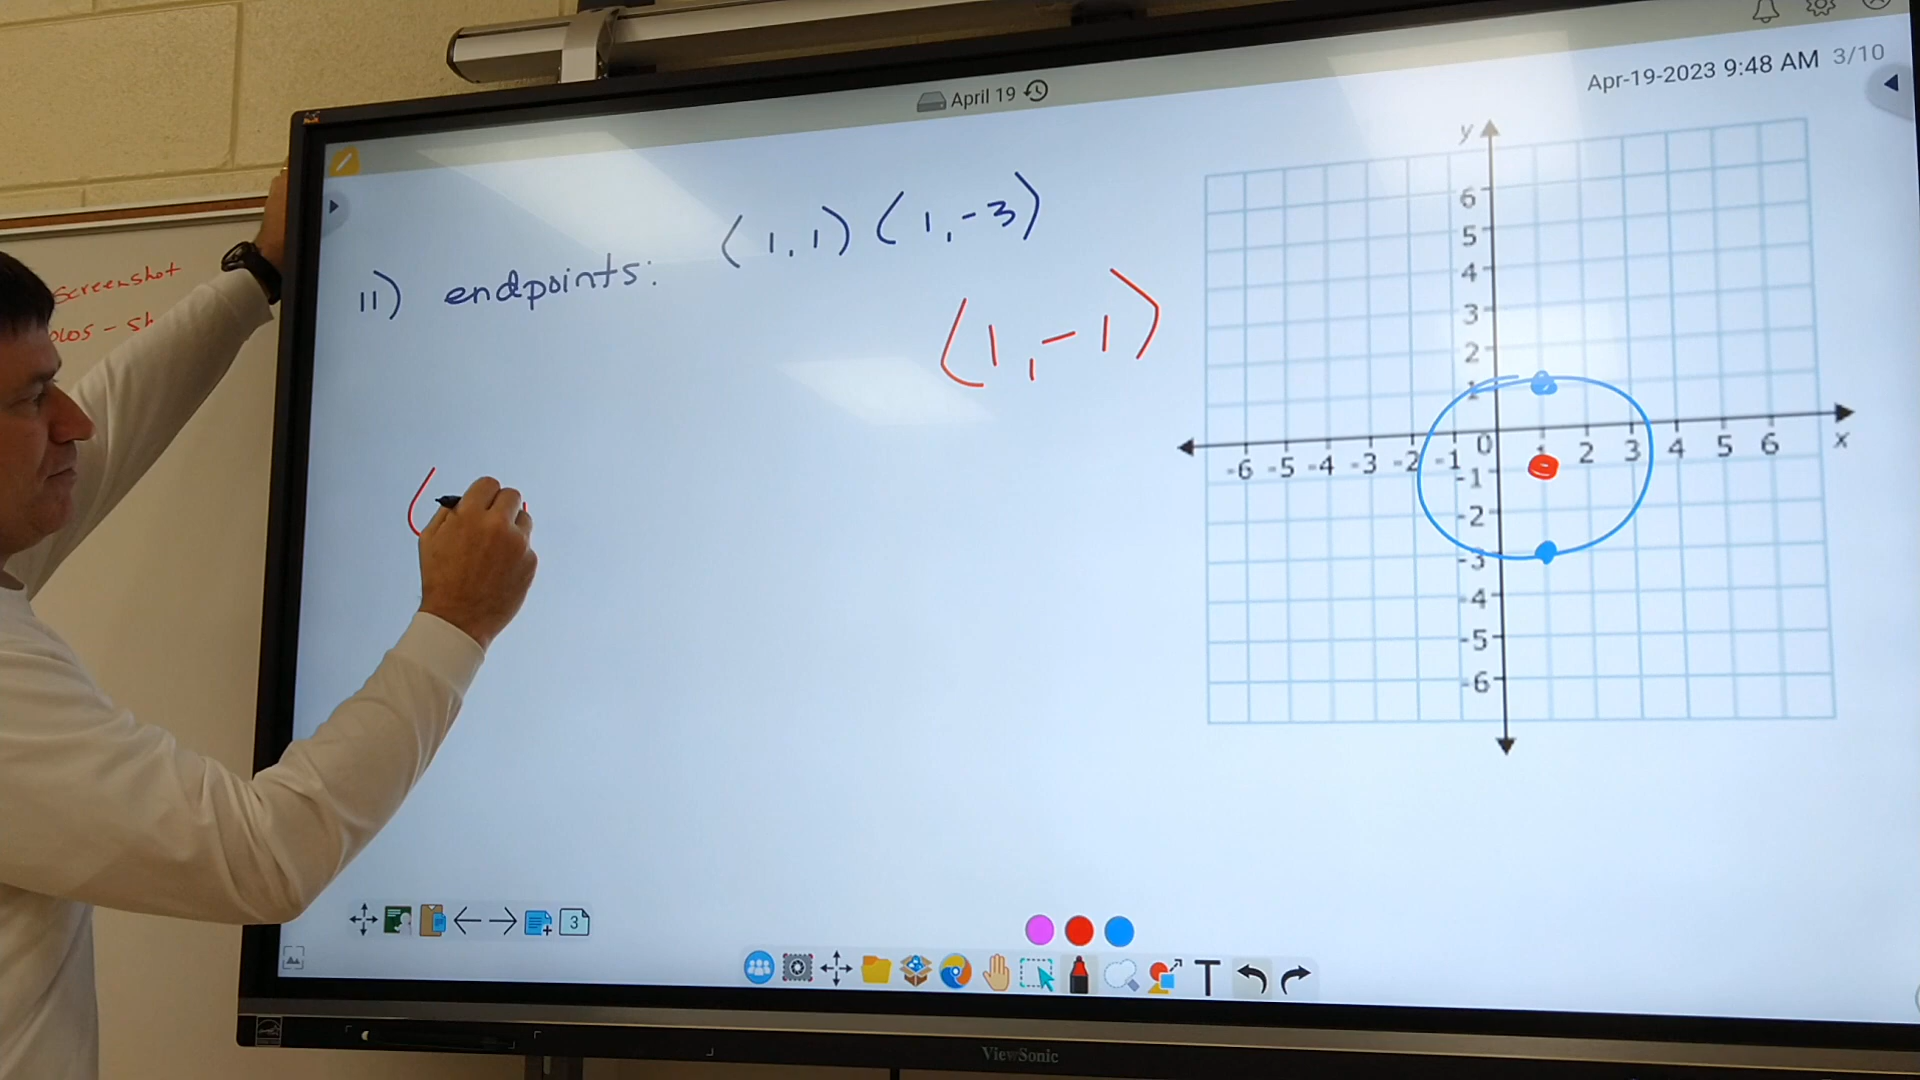 April 19
Apr-19-2023 9:48 AM 3/10
Screenshot
11) endpoints: (1,1) (1,-3)
(1,-1)
(
y
6
5
4
3
2
1
-6 -5 -4 -3 -2 -1 0 2 3 4 5 6 x
-1
-2
-3
-4
-5
-6
3
T
ViewSonic